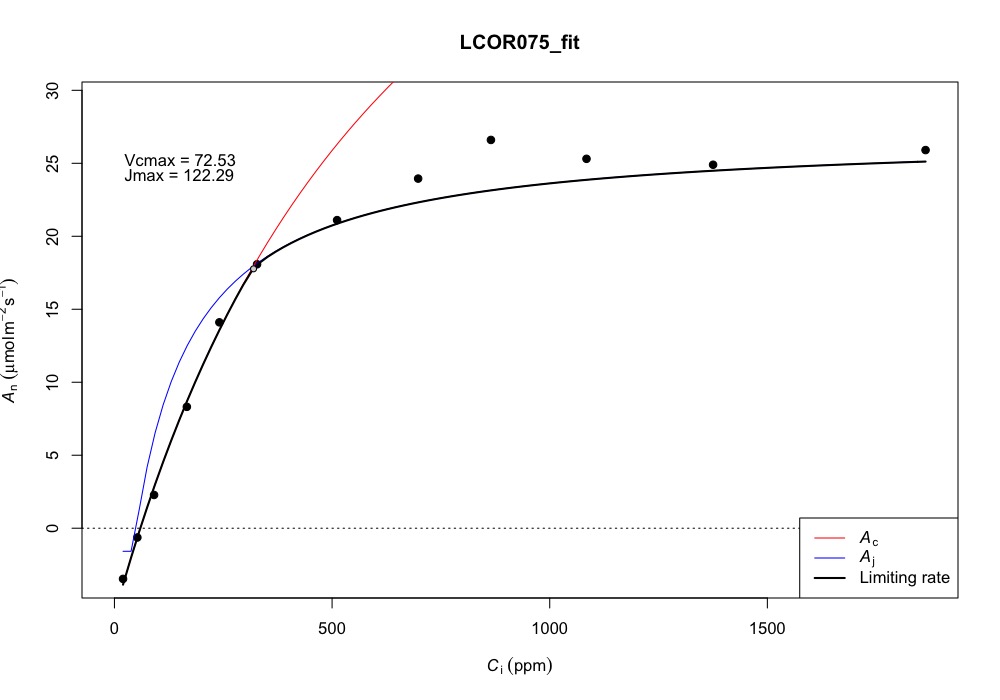 LCOR075_fit
Vcmax = 72.53
Jmax = 122.29
30
25
20
15
10
5
0
Aₙ (μmolm⁻²s⁻¹)
0 500 1000 1500
Cᵢ (ppm)
A꜀
Aⱼ
Limiting rate